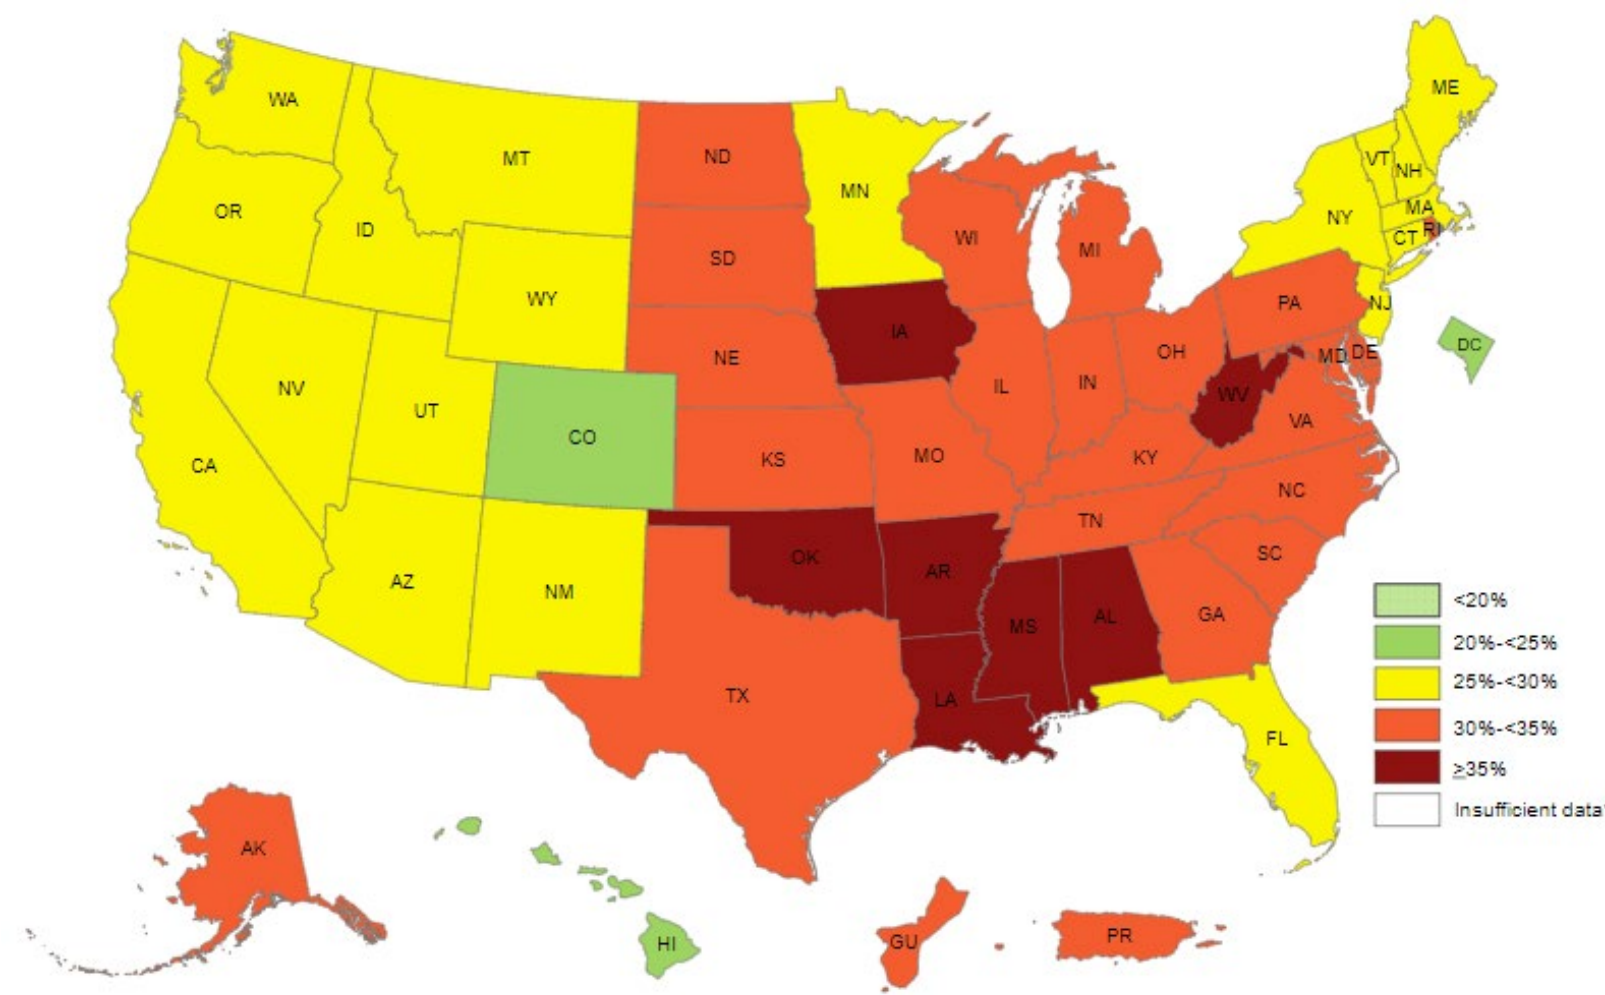 ME
WA
MT
ND
VT
NH
MN
OR
ID
NY
MA
WI
MI
CT
RI
SD
WY
PA
NJ
IA
DC
NE
OH
MD
DE
NV
UT
IL
IN
WV
CO
VA
CA
KS
MO
KY
NC
TN
OK
SC
AZ
NM
AR
<20%
MS
AL
GA
20%-<25%
25%-<30%
TX
LA
30%-<35%
FL
≥35%
Insufficient data*
AK
HI
GU
PR